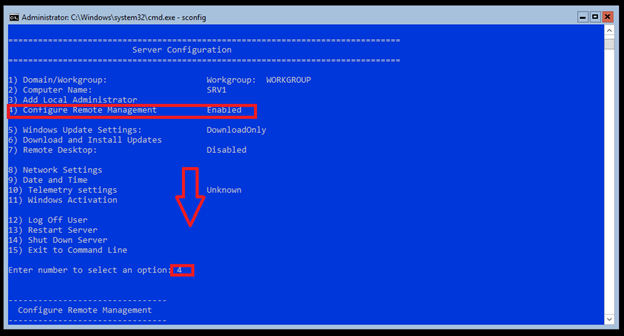 Administrator: C:\Windows\system32\cmd.exe - sconfig
===============================================================================
Server Configuration
===============================================================================
1) Domain/Workgroup: Workgroup: WORKGROUP
2) Computer Name: SRV1
3) Add Local Administrator
4) Configure Remote Management Enabled
5) Windows Update Settings: DownloadOnly
6) Download and Install Updates
7) Remote Desktop: Disabled
8) Network Settings
9) Date and Time
10) Telemetry settings Unknown
11) Windows Activation
12) Log Off User
13) Restart Server
14) Shut Down Server
15) Exit to Command Line
Enter number to select an option: 4
--------------------------------
Configure Remote Management
--------------------------------